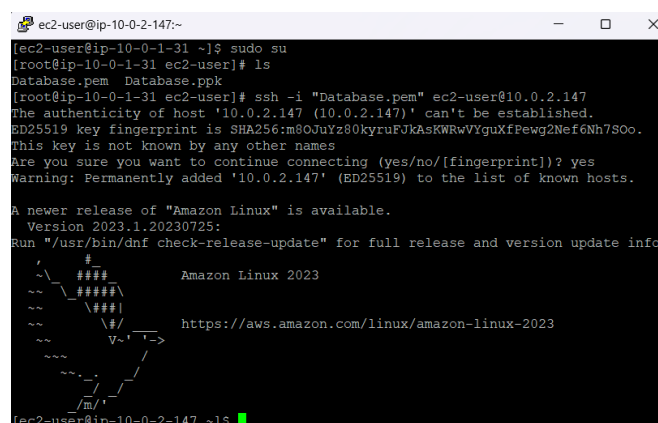 ec2-user@ip-10-0-2-147:~
[ec2-user@ip-10-0-1-31 ~]$ sudo su
[root@ip-10-0-1-31 ec2-user]# ls
Database.pem  Database.ppk
[root@ip-10-0-1-31 ec2-user]# ssh -i "Database.pem" ec2-user@10.0.2.147
The authenticity of host '10.0.2.147 (10.0.2.147)' can't be established.
ED25519 key fingerprint is SHA256:m8OJuYz80kyruFJkAsKWRwVYguXfPewg2Nef6Nh7SOo.
This key is not known by any other names
Are you sure you want to continue connecting (yes/no/[fingerprint])? yes
Warning: Permanently added '10.0.2.147' (ED25519) to the list of known hosts.
A newer release of "Amazon Linux" is available.
  Version 2023.1.20230725:
Run "/usr/bin/dnf check-release-update" for full release and version update info
   ,     #_
   ~\_  ####_        Amazon Linux 2023
  ~~  \_#####\
  ~~     \###|
  ~~       \#/ ___   https://aws.amazon.com/linux/amazon-linux-2023
   ~~       V~' '->
    ~~~         /
      ~~._.   _/
         _/ _/
       _/m/'
[ec2-user@ip-10-0-2-147 ~]$